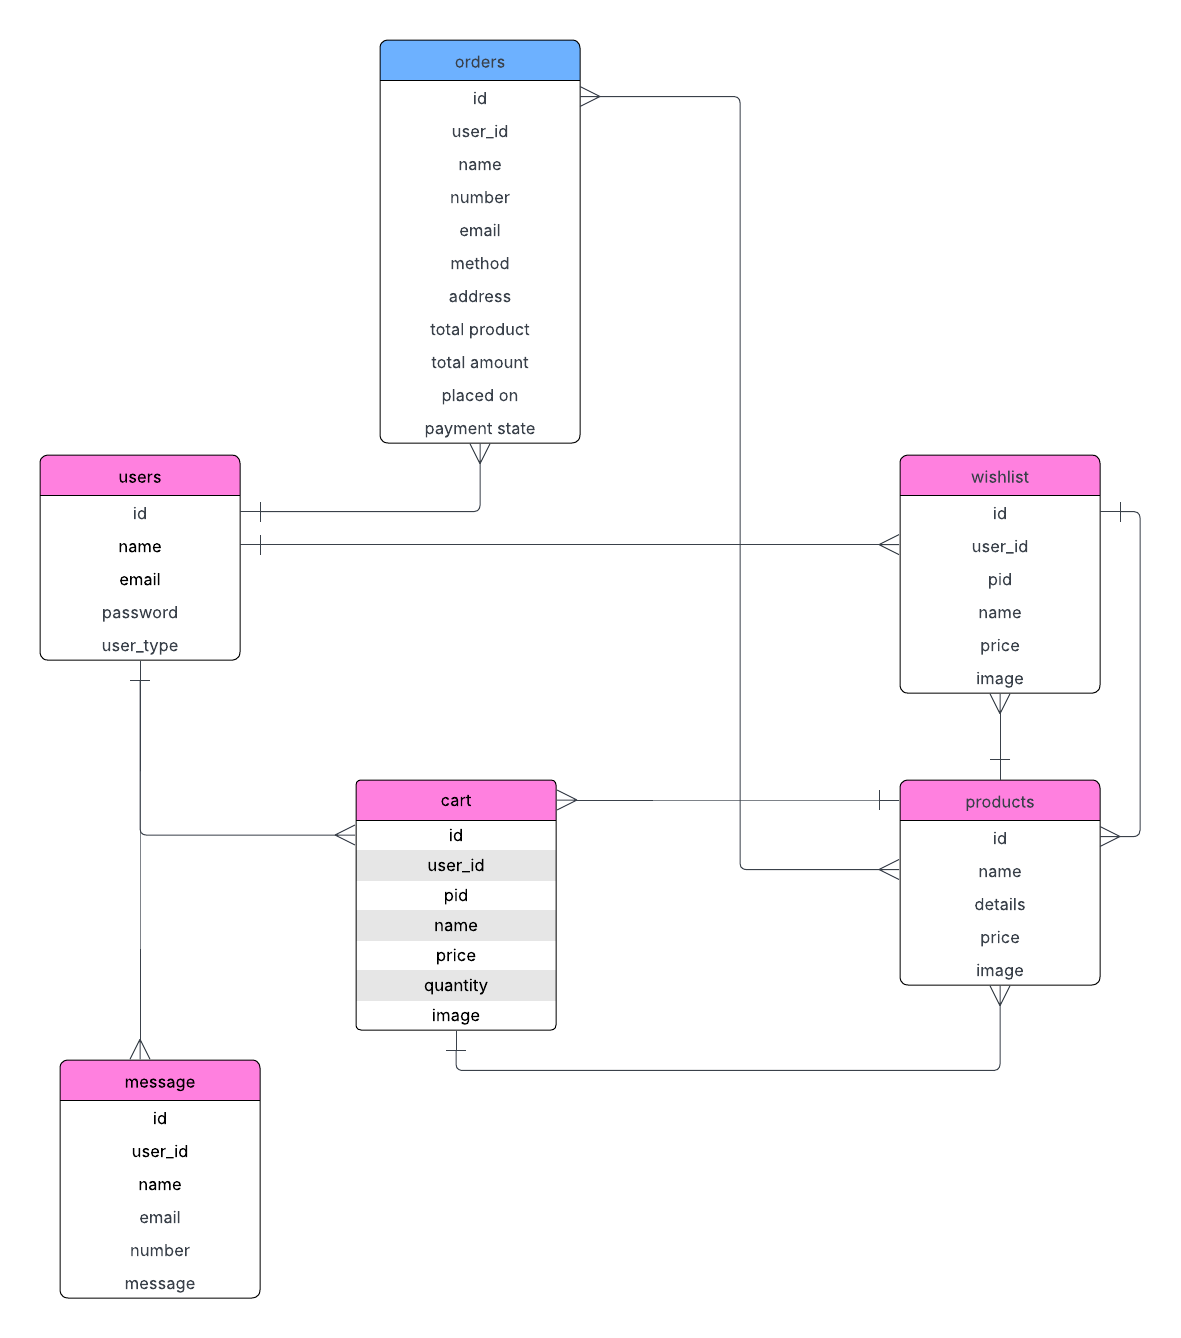 orders
id
user_id
name
number
email
method
address
total product
total amount
placed on
payment state
users
id
name
email
password
user_type
wishlist
id
user_id
pid
name
price
image
cart
id
user_id
pid
name
price
quantity
image
products
id
name
details
price
image
message
id
user_id
name
email
number
message